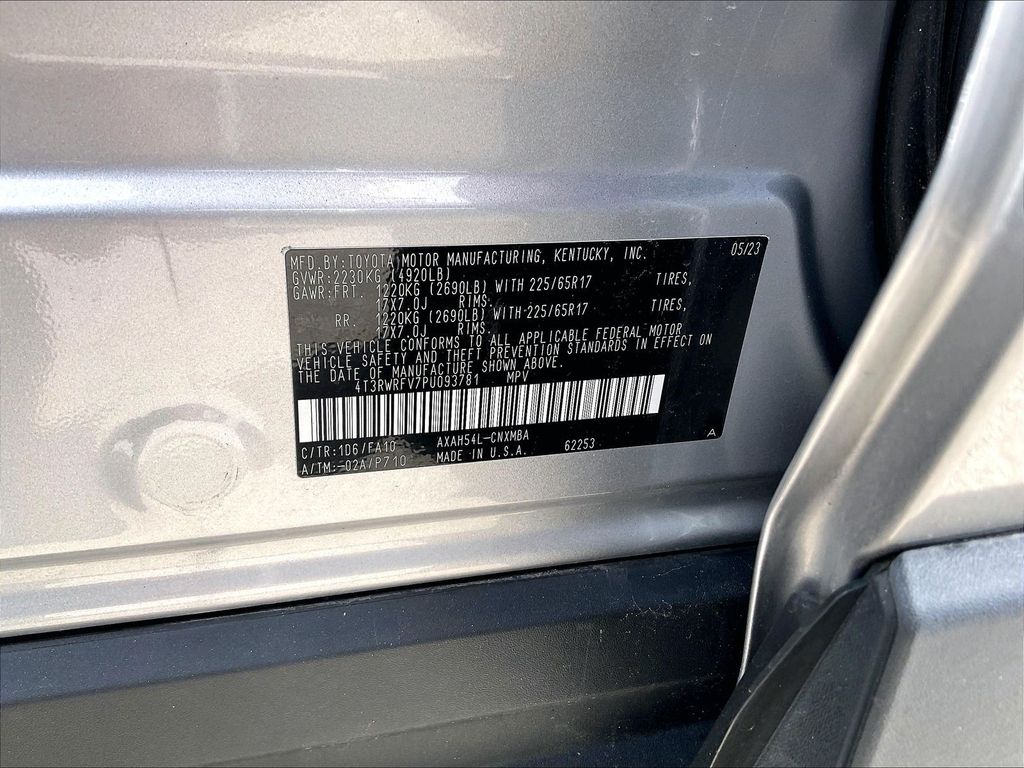 MFD. BY:TOYOTA MOTOR MANUFACTURING, KENTUCKY, INC. 05/23
GVWR:2230KG (4920LB)
GAWR:FRT. 1220KG (2690LB) WITH 225/65R17 TIRES,
17X7.0J RIMS.
RR. 1220KG (2690LB) WITH 225/65R17 TIRES,
17X7.0J RIMS.
THIS VEHICLE CONFORMS TO ALL APPLICABLE FEDERAL MOTOR
VEHICLE SAFETY AND THEFT PREVENTION STANDARDS IN EFFECT ON
THE DATE OF MANUFACTURE SHOWN ABOVE.
4T3RWRFV7PU093781 MPV
C/TR:1D6/FA10 AXAH54L-CNXMBA 62253 A
A/TM:-02A/P710 MADE IN U.S.A.